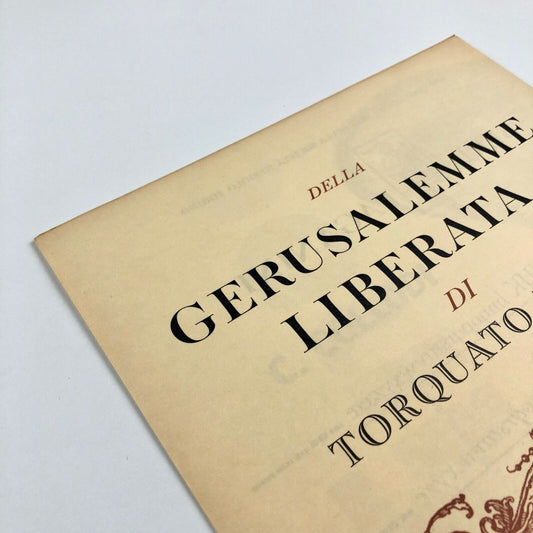 DELLA
GERUSALEMME
LIBERATA
DI
TORQUATO